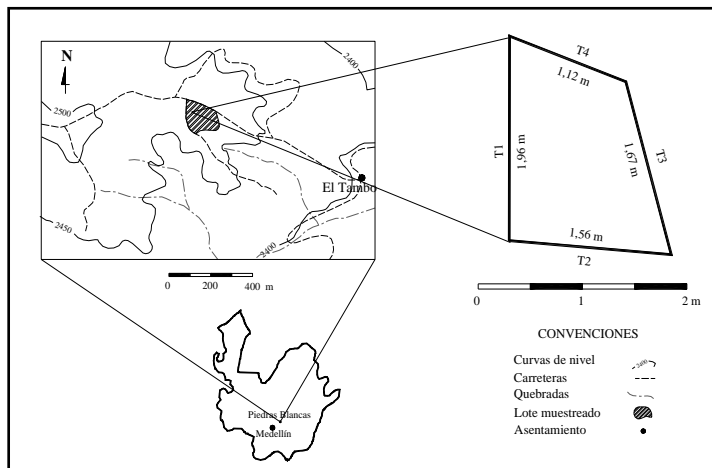 N
2400
2500
El Tambo
2450
2400
0 200 400 m
Piedras Blancas
Medellín
T4
1,12 m
T1
1,96 m
1,67 m
T3
1,56 m
T2
0 1 2 m
CONVENCIONES
Curvas de nivel
2400
Carreteras
Quebradas
Lote muestreado
Asentamiento